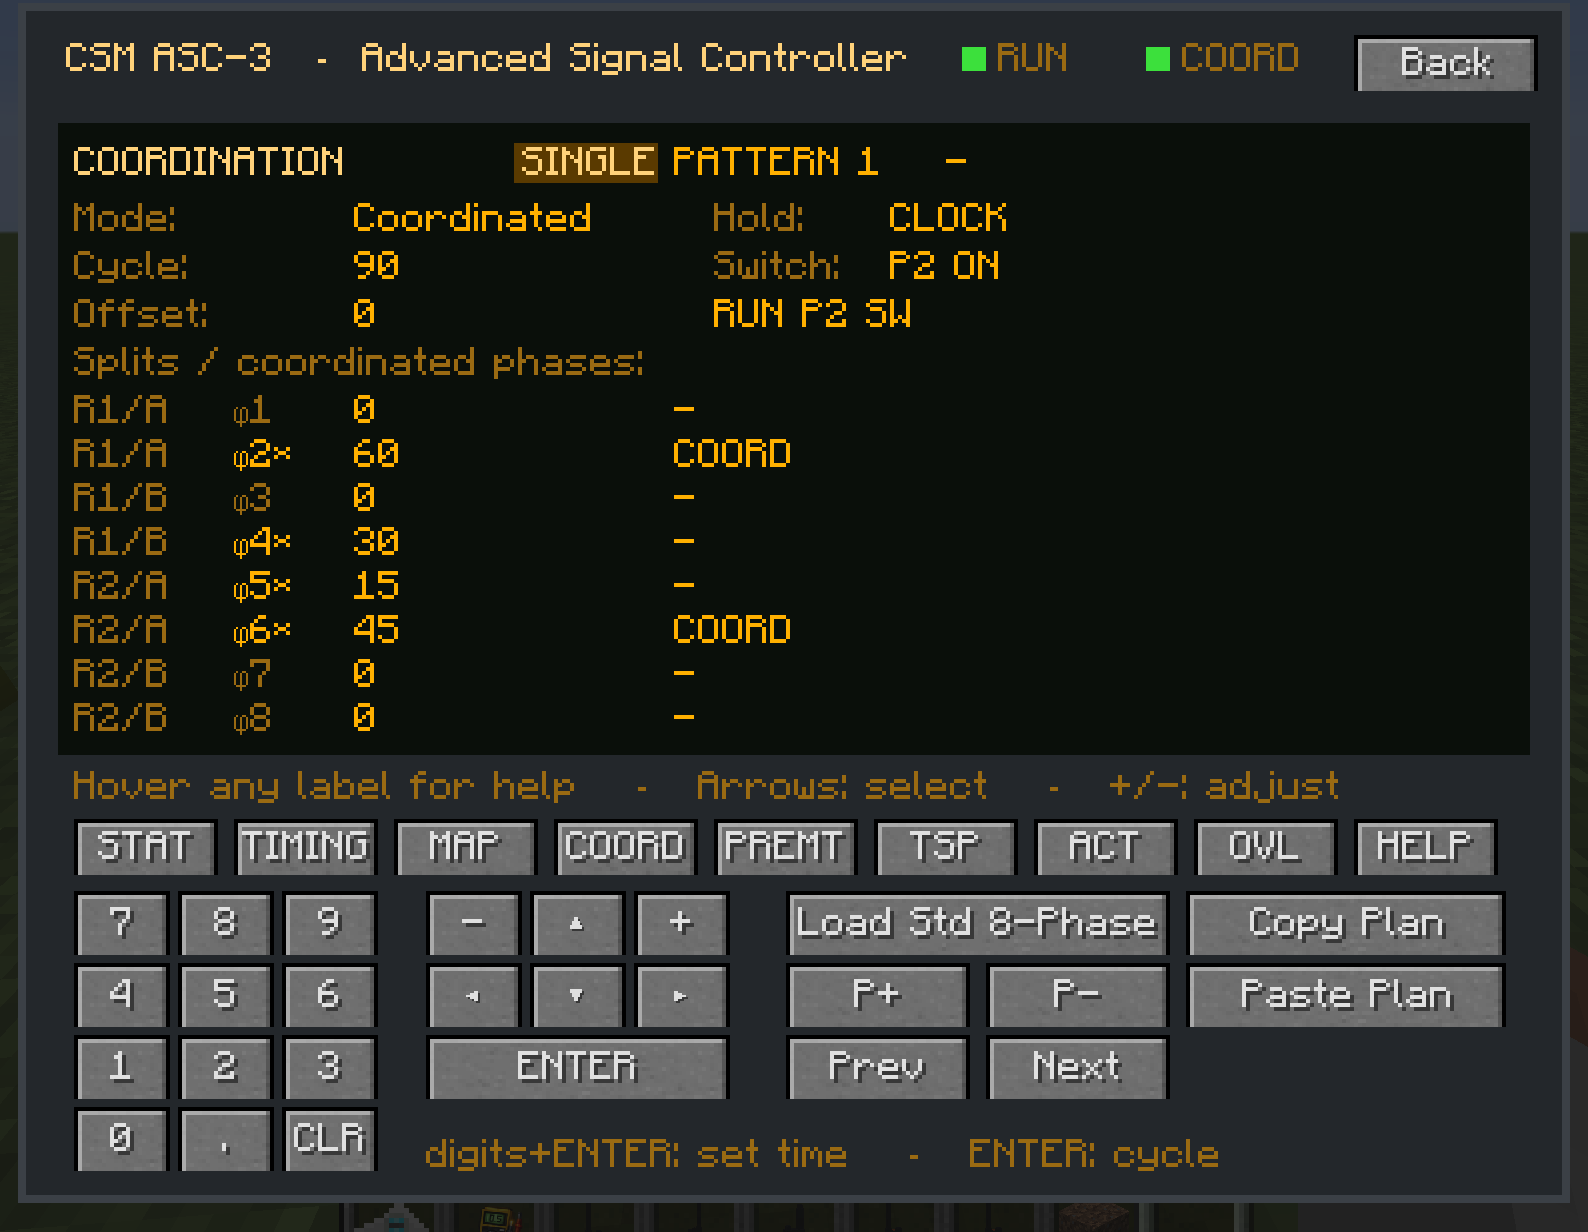 CSM ASC-3 - Advanced Signal Controller RUN COORD Back
COORDINATION SINGLE PATTERN 1 -
Mode: Coordinated Hold: CLOCK
Cycle: 90 Switch: P2 ON
Offset: 0 RUN P2 SW
Splits / coordinated phases:
R1/A φ1 0 -
R1/A φ2× 60 COORD
R1/B φ3 0 -
R1/B φ4× 30 -
R2/A φ5× 15 -
R2/A φ6× 45 COORD
R2/B φ7 0 -
R2/B φ8 0 -
Hover any label for help - Arrows: select - +/-: adjust
STAT TIMING MAP COORD PREMT TSP ACT OVL HELP
7 8 9 - ▲ + Load Std 8-Phase Copy Plan
4 5 6 ◄ ▼ ► P+ P- Paste Plan
1 2 3 ENTER Prev Next
0 . CLR
digits+ENTER: set time - ENTER: cycle